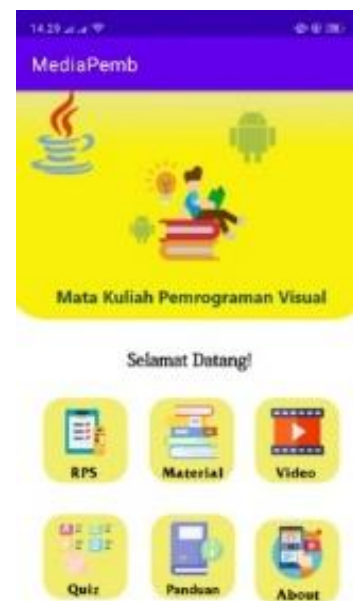 14.29
MediaPemb
Mata Kuliah Pemrograman Visual
Selamat Datang!
RPS Material Video
Quiz Panduan About